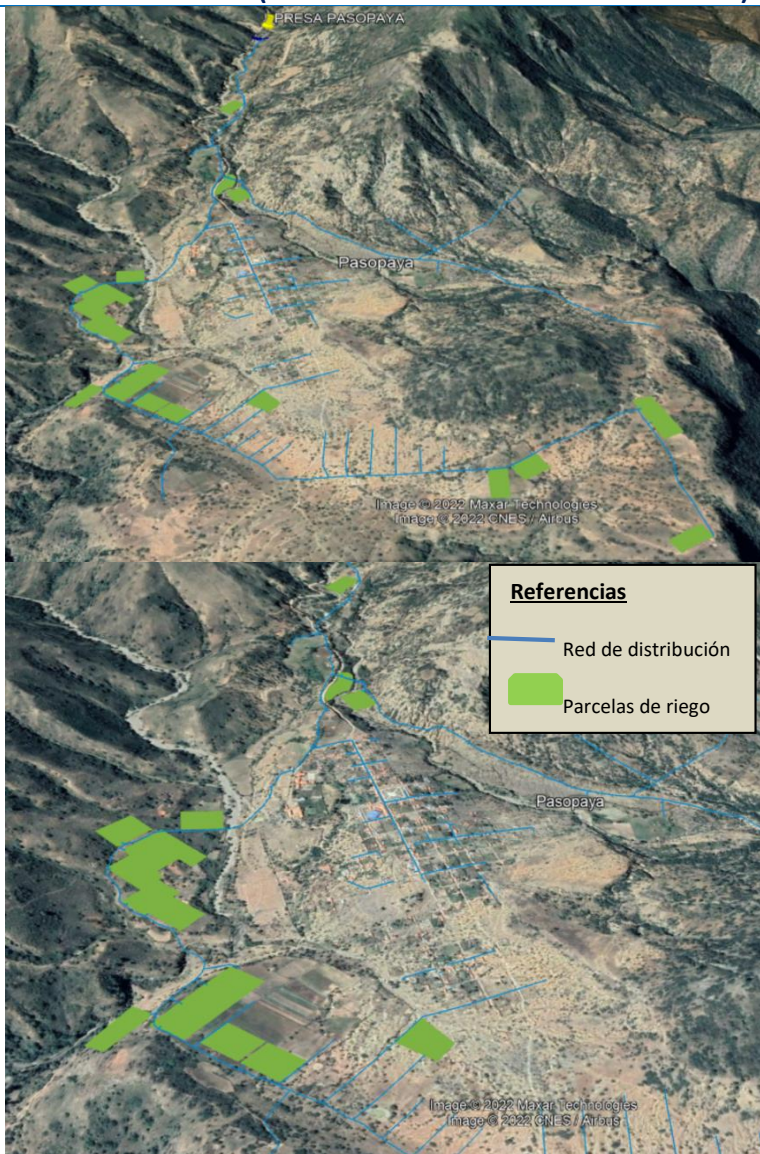 PRESA PASOPAYA
Pasopaya
Image © 2022 Maxar Technologies
Image © 2022 CNES / Airbus
Referencias
Red de distribución
Parcelas de riego
Pasopaya
Image © 2022 Maxar Technologies
Image © 2022 CNES / Airbus